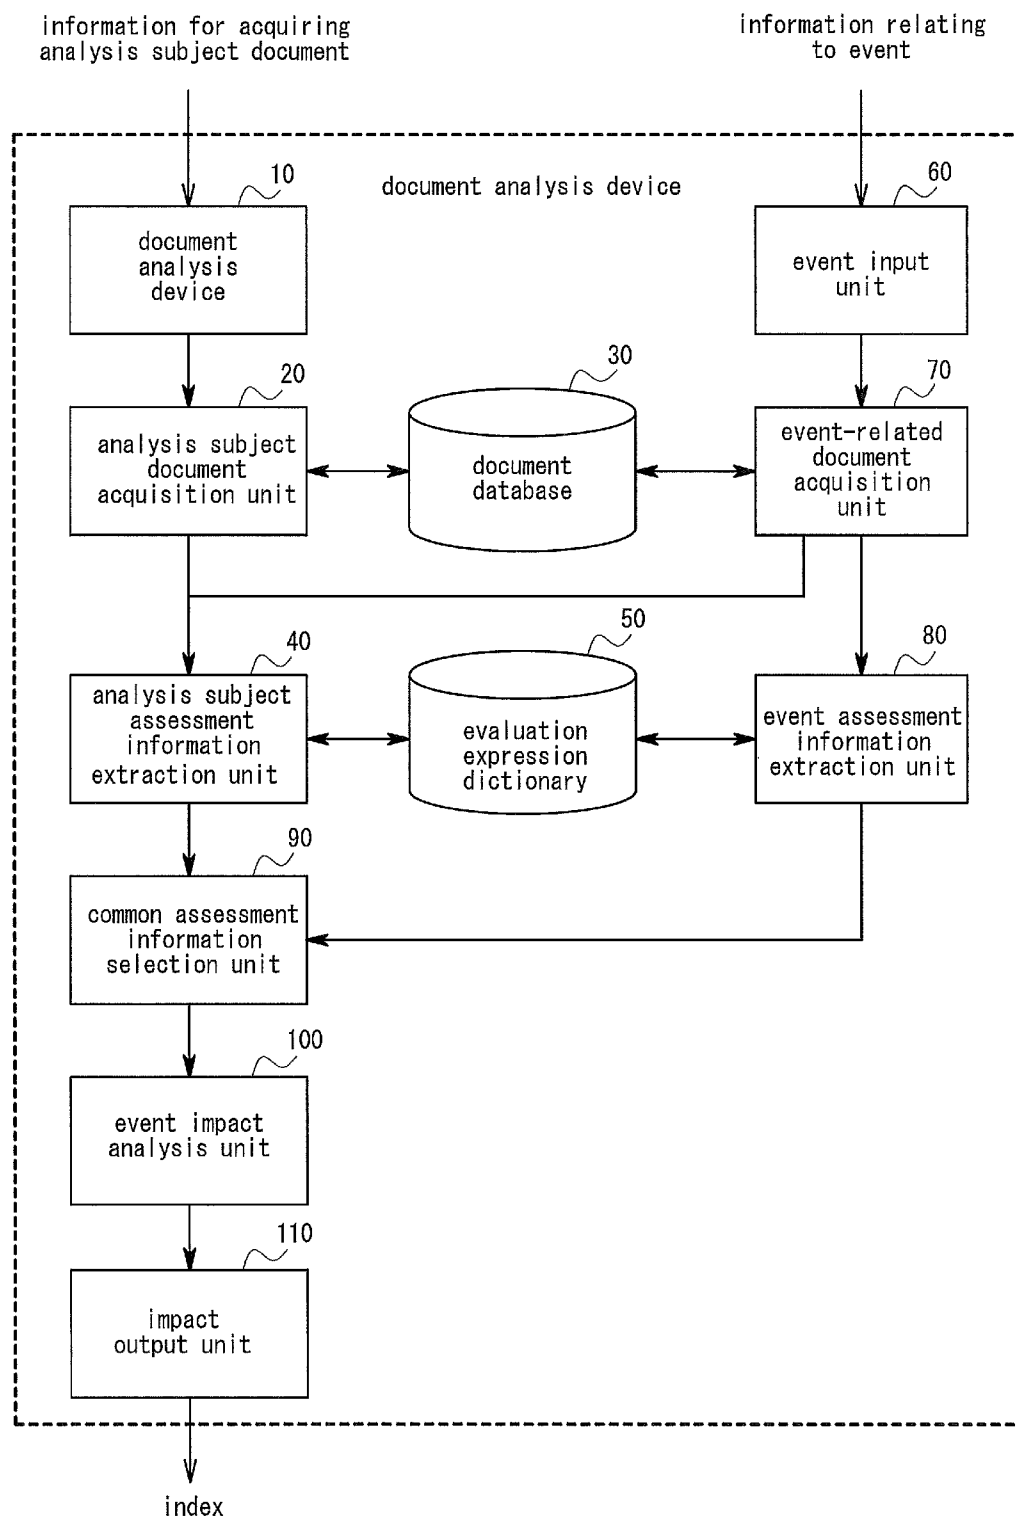 information for acquiring
analysis subject document
information relating
to event
document analysis device
10
document
analysis
device
60
event input
unit
20
analysis subject
document
acquisition unit
30
document
database
70
event-related
document
acquisition
unit
40
analysis subject
assessment
information
extraction unit
50
evaluation
expression
dictionary
80
event assessment
information
extraction unit
90
common assessment
information
selection unit
100
event impact
analysis unit
110
impact
output unit
index